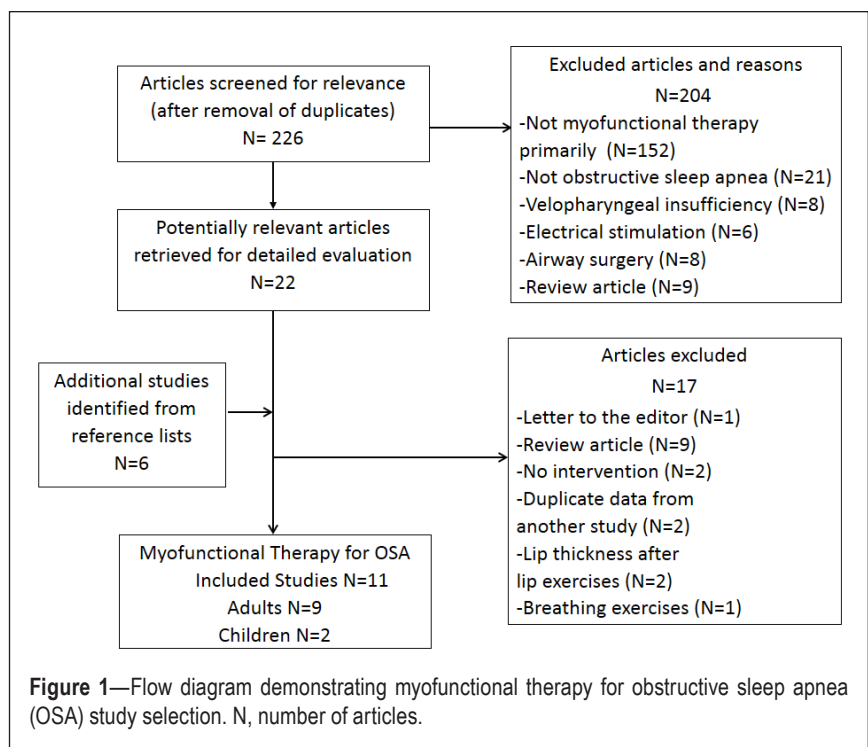 Articles screened for relevance
(after removal of duplicates)
N= 226
Excluded articles and reasons
N=204
-Not myofunctional therapy
primarily (N=152)
-Not obstructive sleep apnea (N=21)
-Velopharyngeal insufficiency (N=8)
-Electrical stimulation (N=6)
-Airway surgery (N=8)
-Review article (N=9)
Potentially relevant articles
retrieved for detailed evaluation
N=22
Additional studies
identified from
reference lists
N=6
Articles excluded
N=17
-Letter to the editor (N=1)
-Review article (N=9)
-No intervention (N=2)
-Duplicate data from
another study (N=2)
-Lip thickness after
lip exercises (N=2)
-Breathing exercises (N=1)
Myofunctional Therapy for OSA
Included Studies N=11
Adults N=9
Children N=2
Figure 1—Flow diagram demonstrating myofunctional therapy for obstructive sleep apnea
(OSA) study selection. N, number of articles.